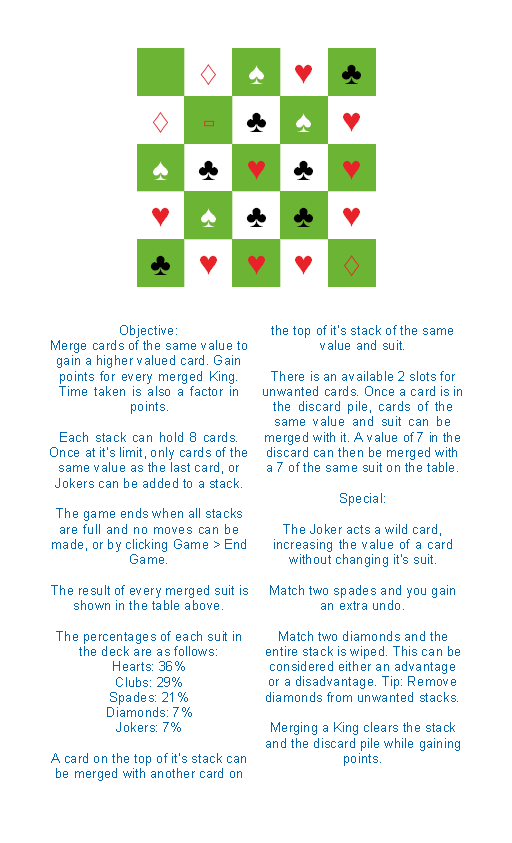 ♢ ♠ ♥ ♣
♢ ▭ ♣ ♠ ♥
♠ ♣ ♥ ♣ ♥
♥ ♠ ♣ ♣ ♥
♣ ♥ ♥ ♥ ♢
Objective:
Merge cards of the same value to
gain a higher valued card. Gain
points for every merged King.
Time taken is also a factor in
points.
Each stack can hold 8 cards.
Once at it's limit, only cards of the
same value as the last card, or
Jokers can be added to a stack.
The game ends when all stacks
are full and no moves can be
made, or by clicking Game > End
Game.
The result of every merged suit is
shown in the table above.
The percentages of each suit in
the deck are as follows:
Hearts: 36%
Clubs: 29%
Spades: 21%
Diamonds: 7%
Jokers: 7%
A card on the top of it's stack can
be merged with another card on
the top of it's stack of the same
value and suit.
There is an available 2 slots for
unwanted cards. Once a card is in
the discard pile, cards of the
same value and suit can be
merged with it. A value of 7 in the
discard can then be merged with
a 7 of the same suit on the table.
Special:
The Joker acts a wild card,
increasing the value of a card
without changing it's suit.
Match two spades and you gain
an extra undo.
Match two diamonds and the
entire stack is wiped. This can be
considered either an advantage
or a disadvantage. Tip: Remove
diamonds from unwanted stacks.
Merging a King clears the stack
and the discard pile while gaining
points.